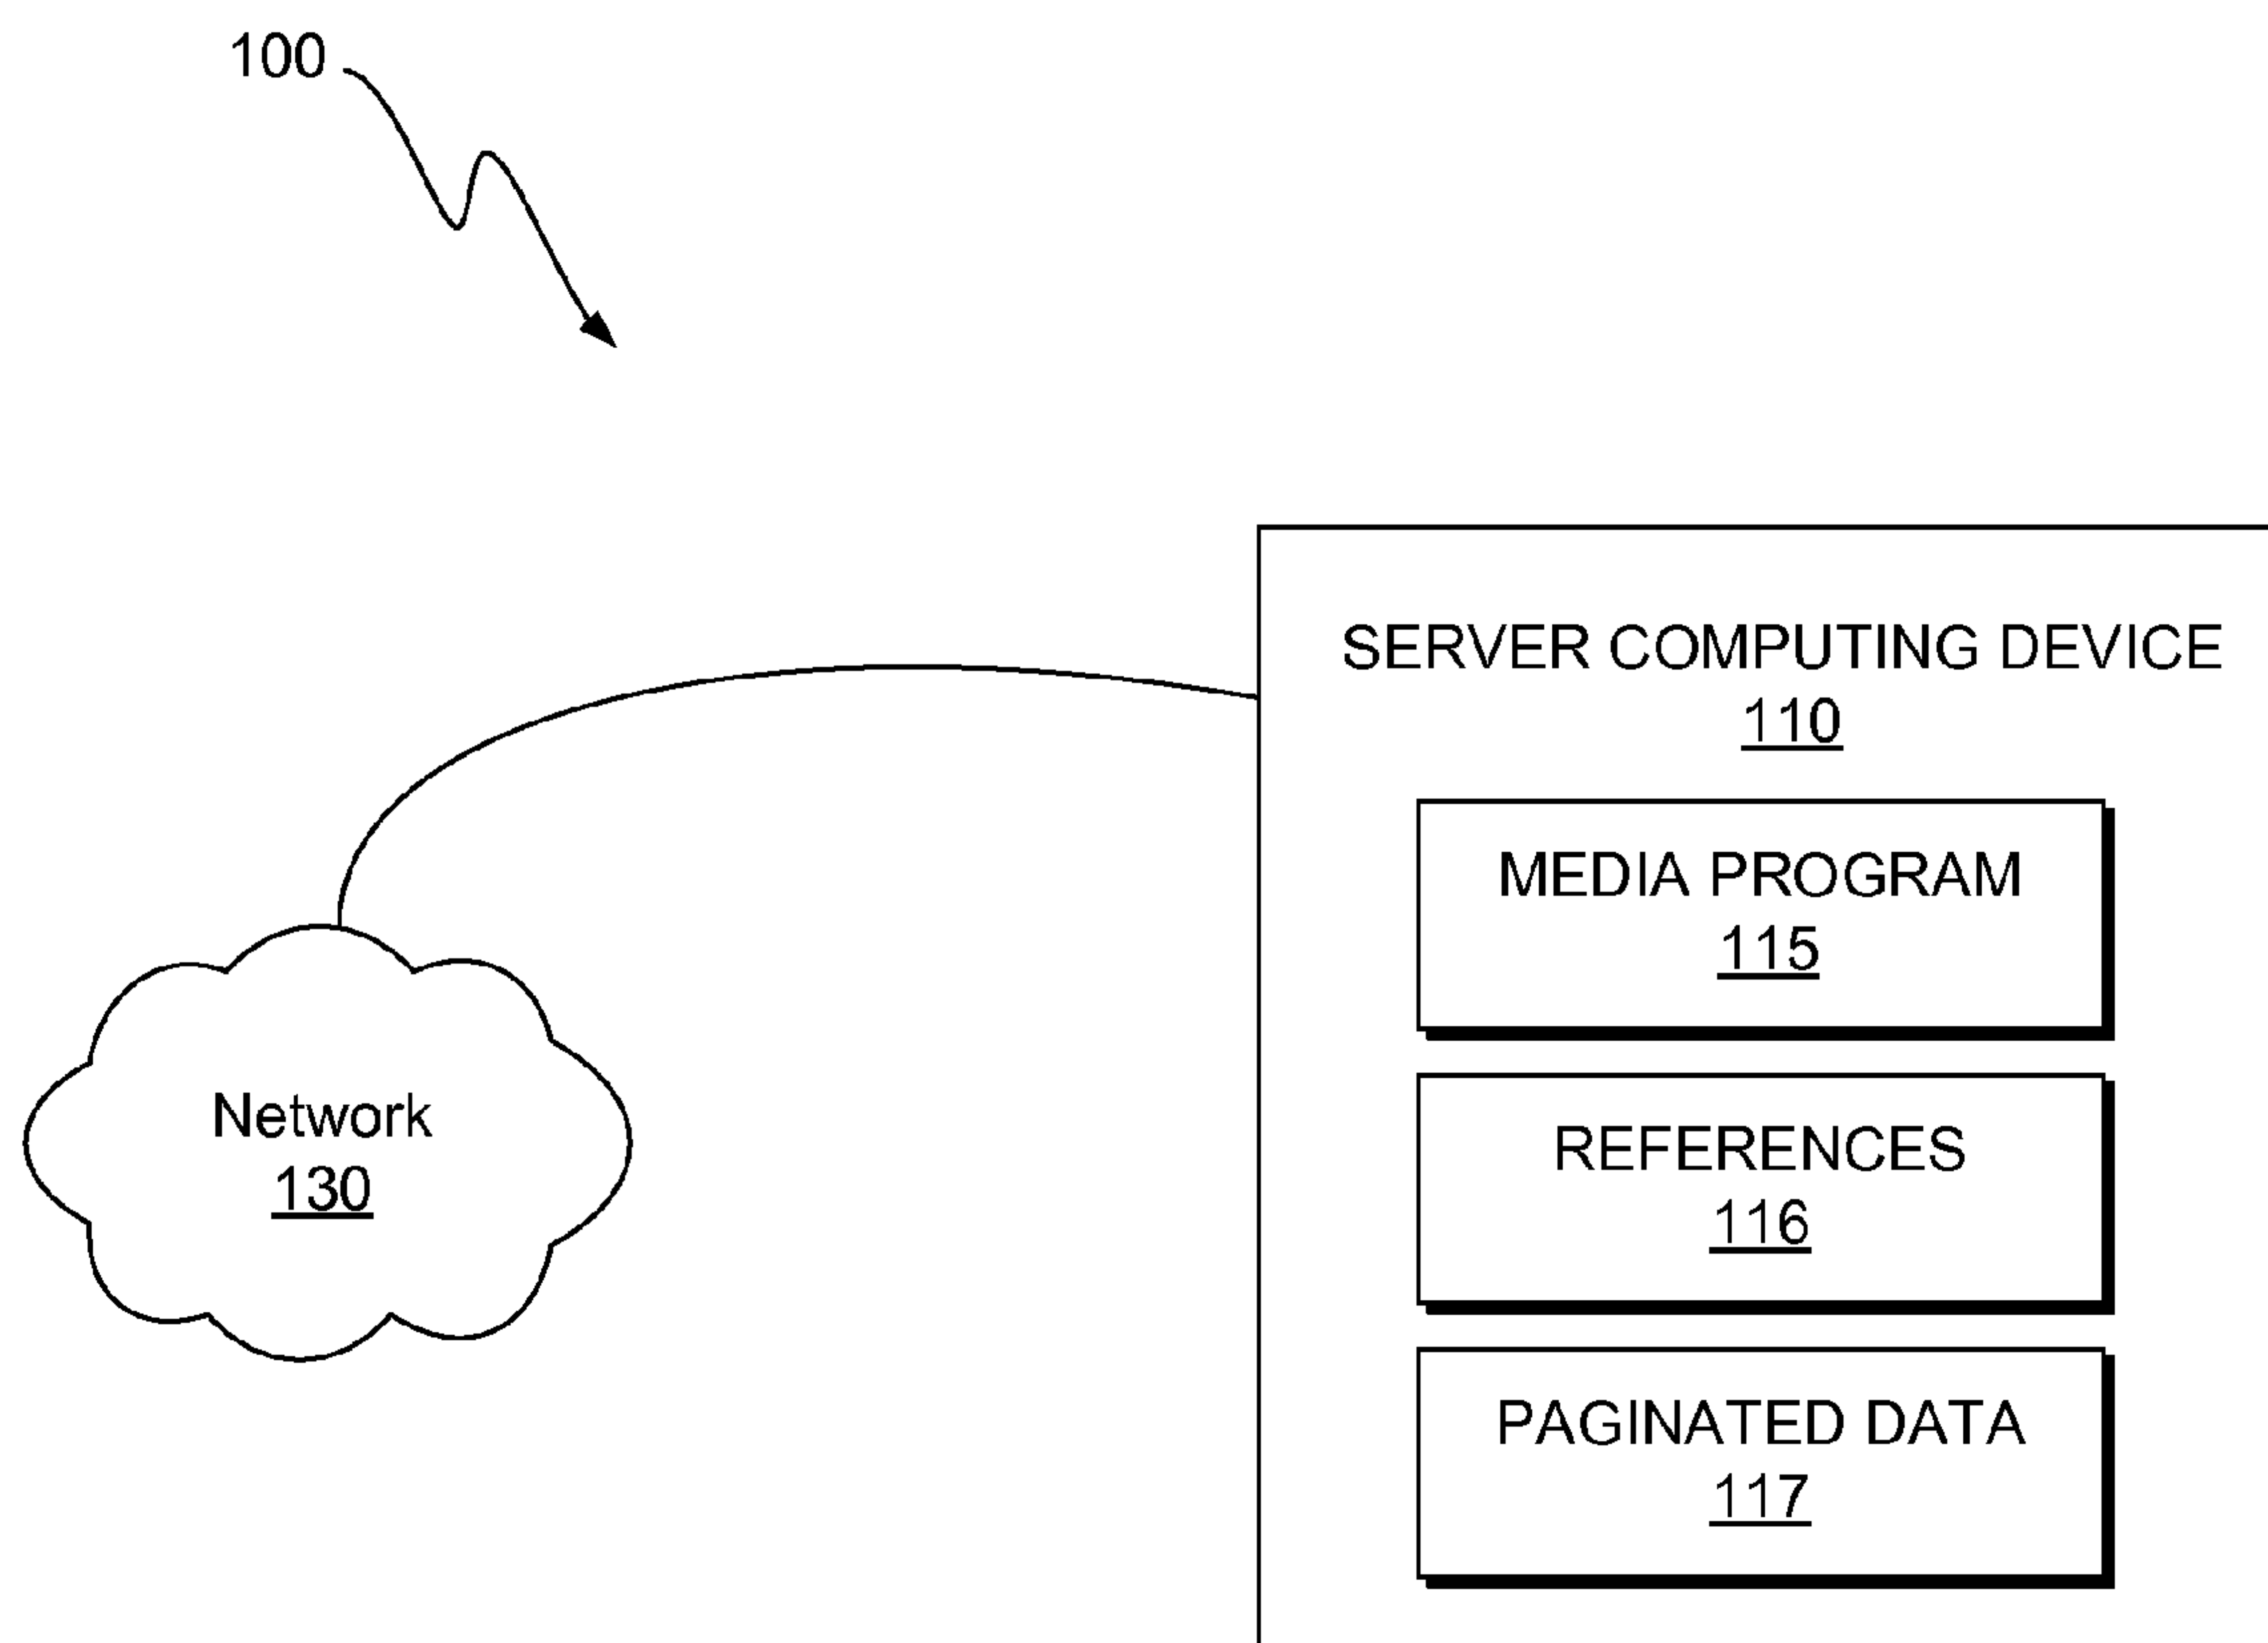 100
SERVER COMPUTING DEVICE
110
MEDIA PROGRAM
115
REFERENCES
116
PAGINATED DATA
117
Network
130